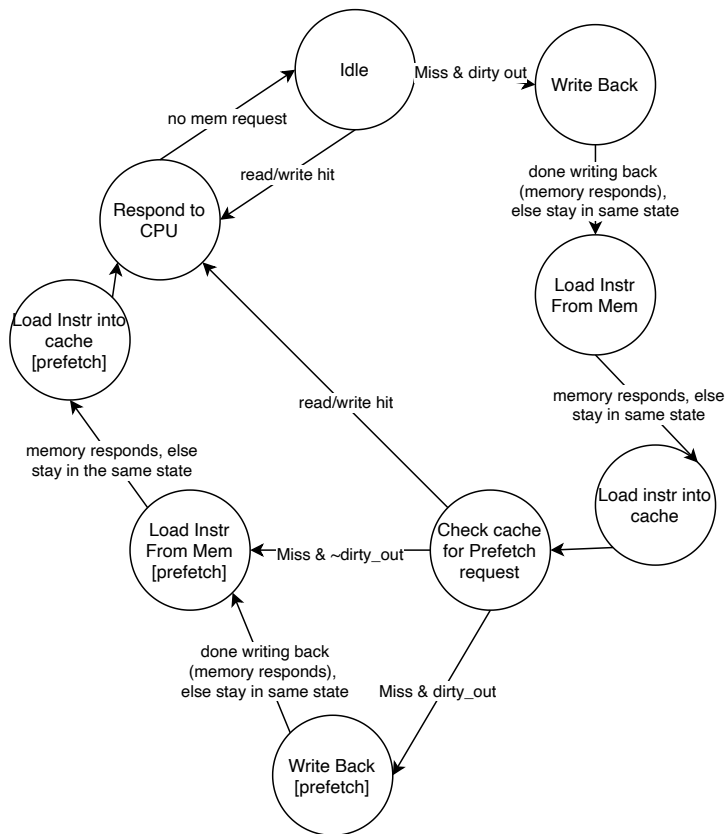 Idle
Miss & dirty out
Write Back
no mem request
read/write hit
done writing back
(memory responds),
else stay in same state
Respond to
CPU
Load Instr
From Mem
Load Instr into
cache
[prefetch]
memory responds, else
stay in same state
read/write hit
memory responds, else
stay in the same state
Load instr into
cache
Load Instr
From Mem
[prefetch]
Miss & ~dirty_out
Check cache
for Prefetch
request
done writing back
(memory responds),
else stay in same state
Miss & dirty_out
Write Back
[prefetch]